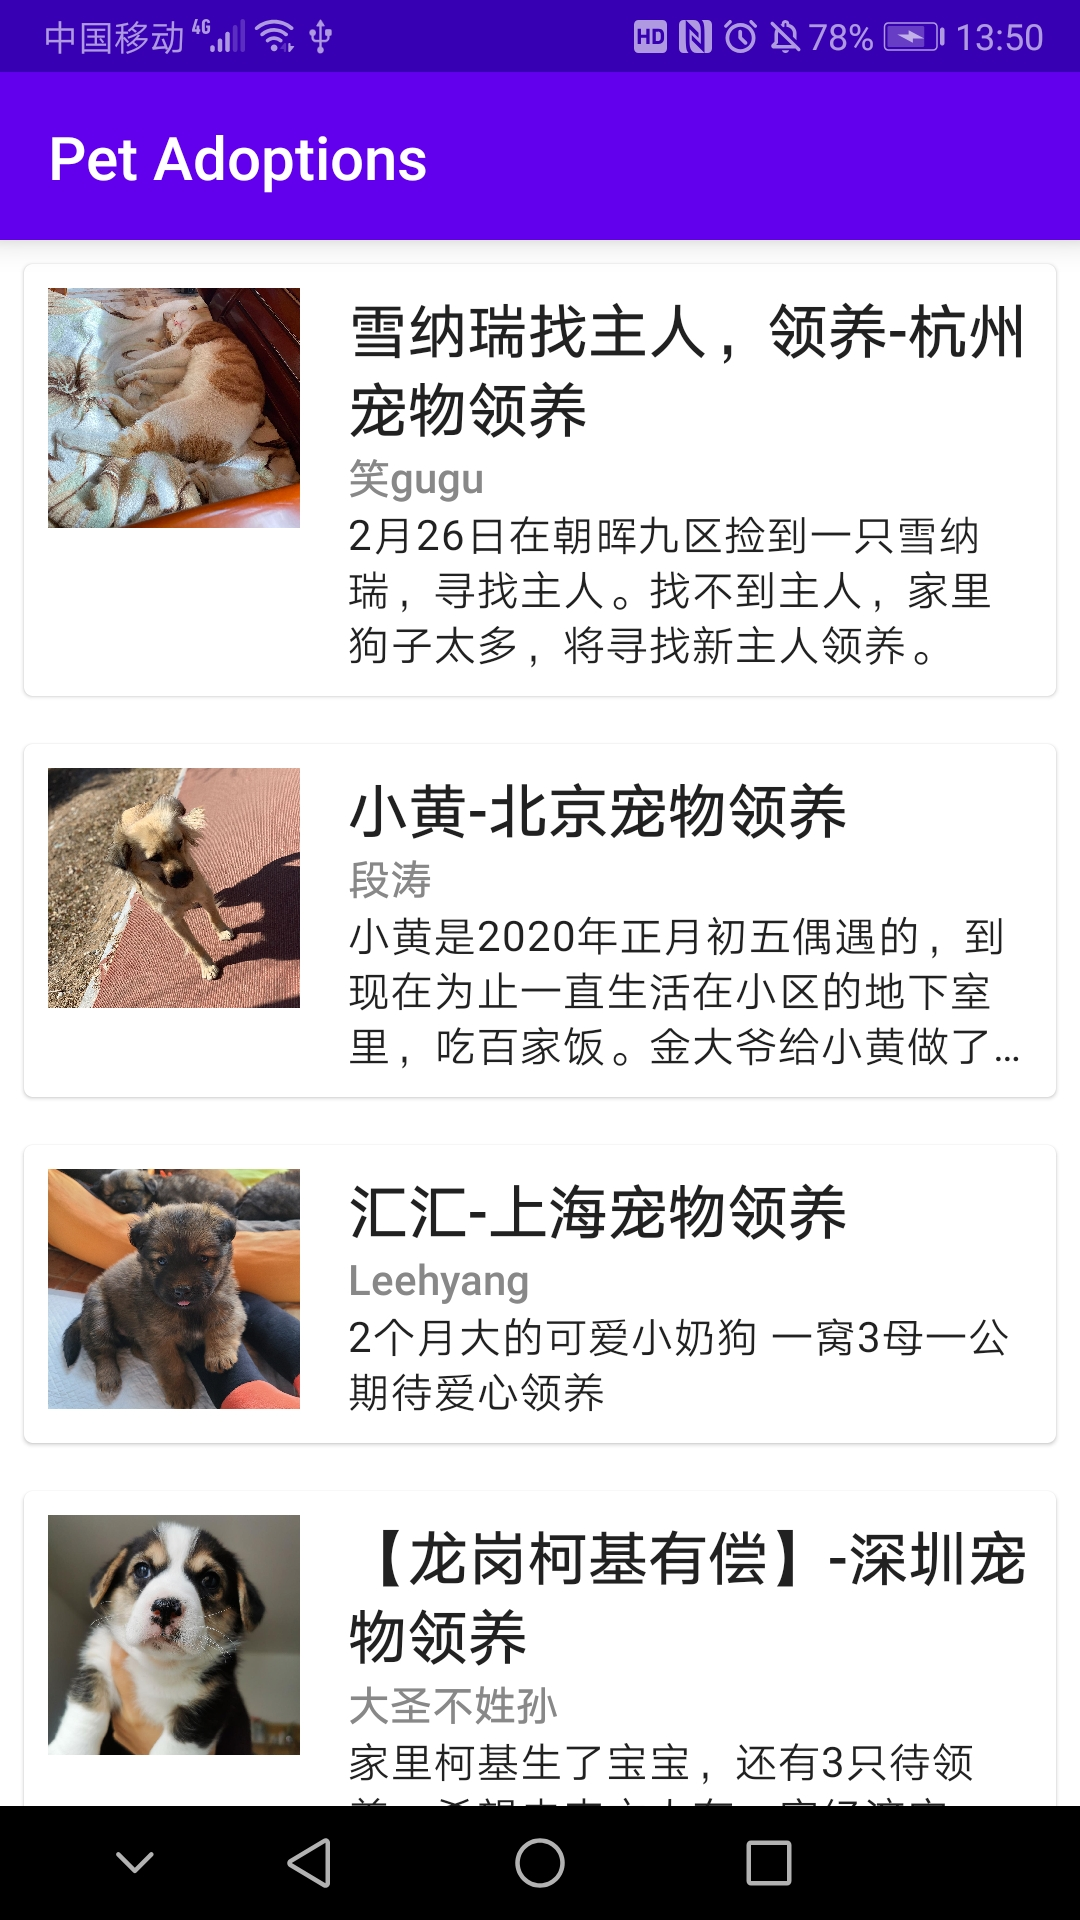 中国移动 4G HD 78% 13:50
Pet Adoptions
雪纳瑞找主人，领养-杭州
宠物领养
笑gugu
2月26日在朝晖九区捡到一只雪纳
瑞，寻找主人。找不到主人，家里
狗子太多，将寻找新主人领养。
小黄-北京宠物领养
段涛
小黄是2020年正月初五偶遇的，到
现在为止一直生活在小区的地下室
里，吃百家饭。金大爷给小黄做了...
汇汇-上海宠物领养
Leehyang
2个月大的可爱小奶狗 一窝3母一公
期待爱心领养
【龙岗柯基有偿】-深圳宠
物领养
大圣不姓孙
家里柯基生了宝宝，还有3只待领